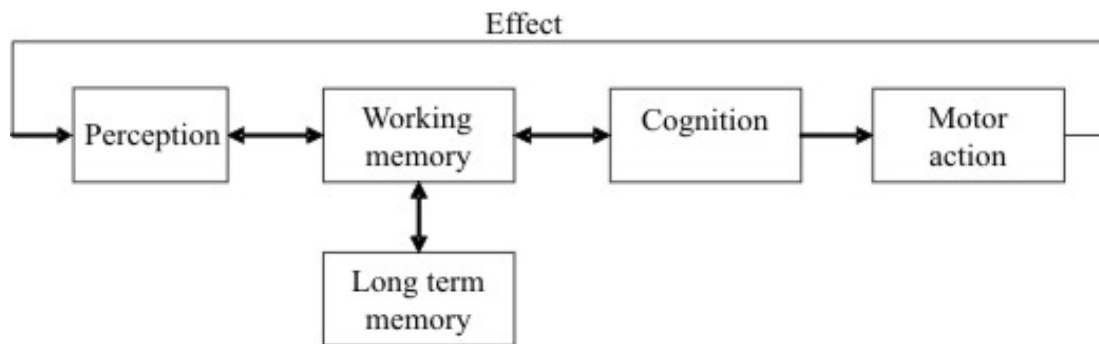 Effect
Perception
Working
memory
Cognition
Motor
action
Long term
memory